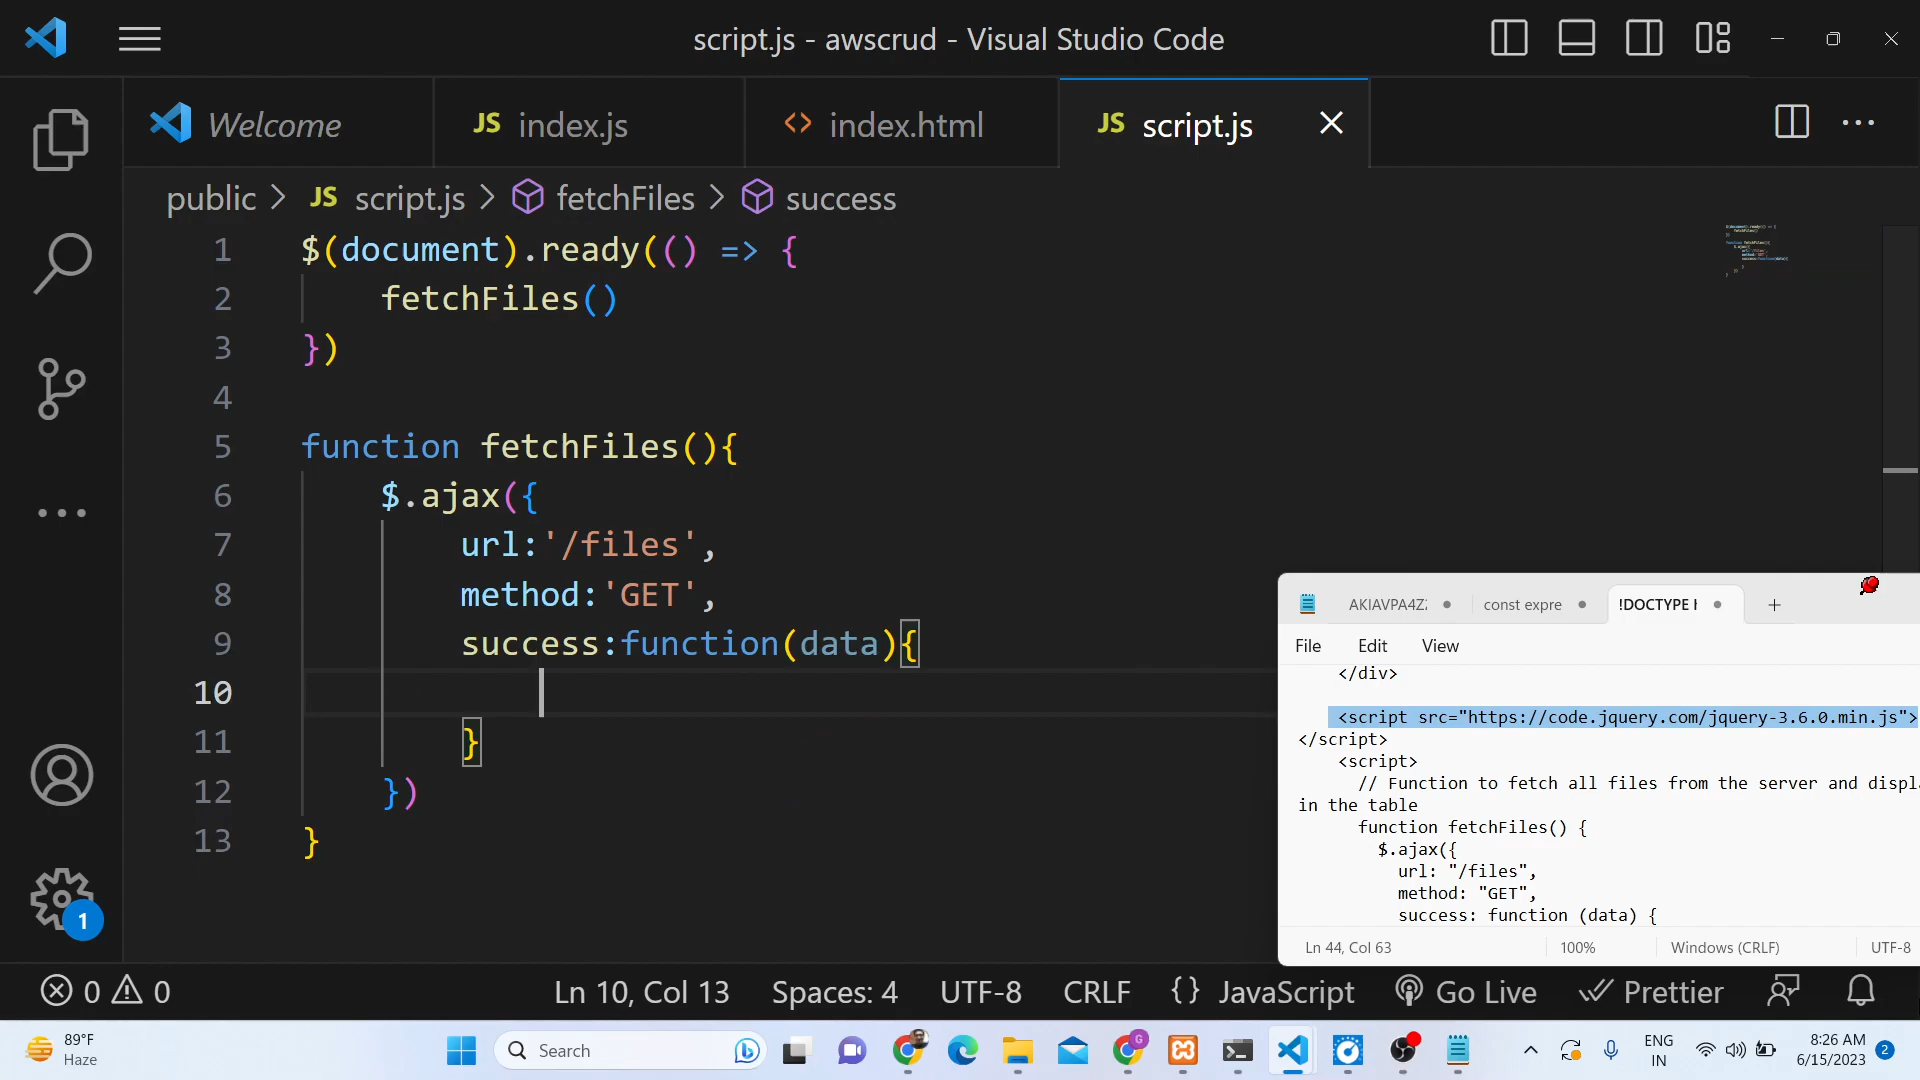 script.js - awscrud - Visual Studio Code
Welcome
JS index.js
<> index.html
JS script.js
public > JS script.js > fetchFiles > success
1 $(document).ready(() => {
2 fetchFiles()
3 })
4
5 function fetchFiles(){
6 $.ajax({
7 url:'/files',
8 method:'GET',
9 success:function(data){
10
11 }
12 })
13 }
AKIAVPA4Z
const expre
!DOCTYPE
File Edit View
</div>
<script src="https://code.jquery.com/jquery-3.6.0.min.js">
</script>
<script>
// Function to fetch all files from the server and displ
in the table
function fetchFiles() {
$.ajax({
url: "/files",
method: "GET",
success: function (data) {
Ln 44, Col 63 100% Windows (CRLF) UTF-8
1
0 0 Ln 10, Col 13 Spaces: 4 UTF-8 CRLF {} JavaScript Go Live Prettier
89°F
Haze
Search
G
ENG
IN
8:26 AM
6/15/2023
2